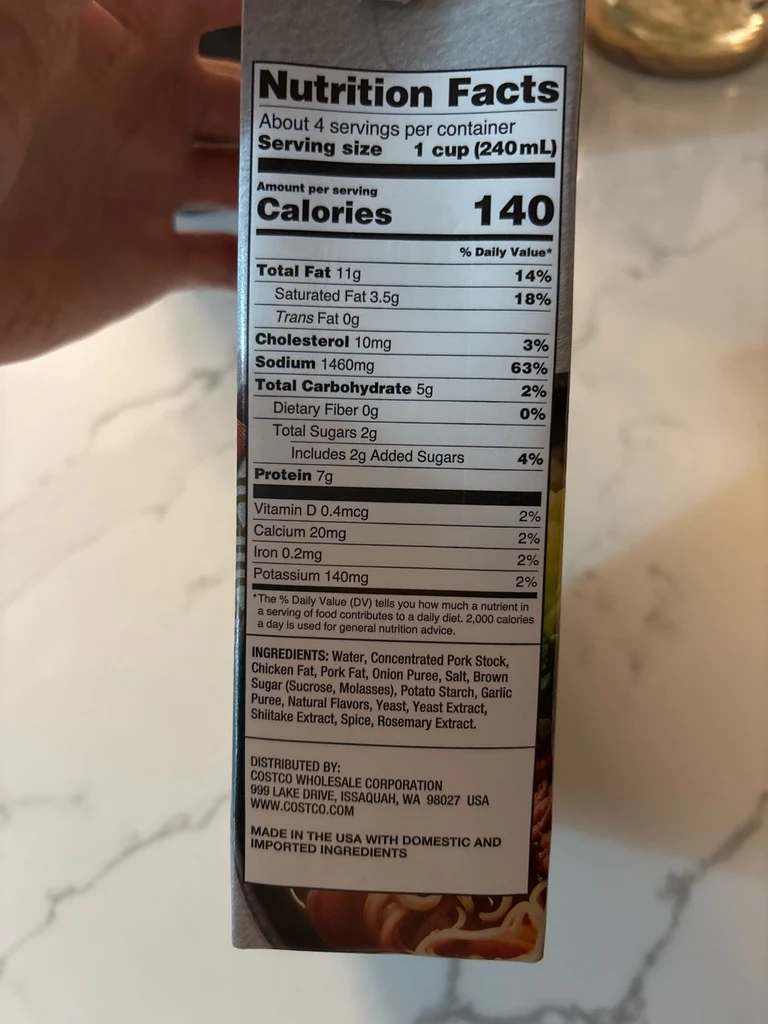 Nutrition Facts
About 4 servings per container
Serving size 1 cup (240mL)
Amount per serving
Calories 140
% Daily Value*
Total Fat 11g 14%
Saturated Fat 3.5g 18%
Trans Fat 0g
Cholesterol 10mg 3%
Sodium 1460mg 63%
Total Carbohydrate 5g 2%
Dietary Fiber 0g 0%
Total Sugars 2g
Includes 2g Added Sugars 4%
Protein 7g
Vitamin D 0.4mcg 2%
Calcium 20mg 2%
Iron 0.2mg 2%
Potassium 140mg 2%
*The % Daily Value (DV) tells you how much a nutrient in
a serving of food contributes to a daily diet. 2,000 calories
a day is used for general nutrition advice.
INGREDIENTS: Water, Concentrated Pork Stock,
Chicken Fat, Pork Fat, Onion Puree, Salt, Brown
Sugar (Sucrose, Molasses), Potato Starch, Garlic
Puree, Natural Flavors, Yeast, Yeast Extract,
Shiitake Extract, Spice, Rosemary Extract.
DISTRIBUTED BY:
COSTCO WHOLESALE CORPORATION
999 LAKE DRIVE, ISSAQUAH, WA 98027 USA
WWW.COSTCO.COM
MADE IN THE USA WITH DOMESTIC AND
IMPORTED INGREDIENTS